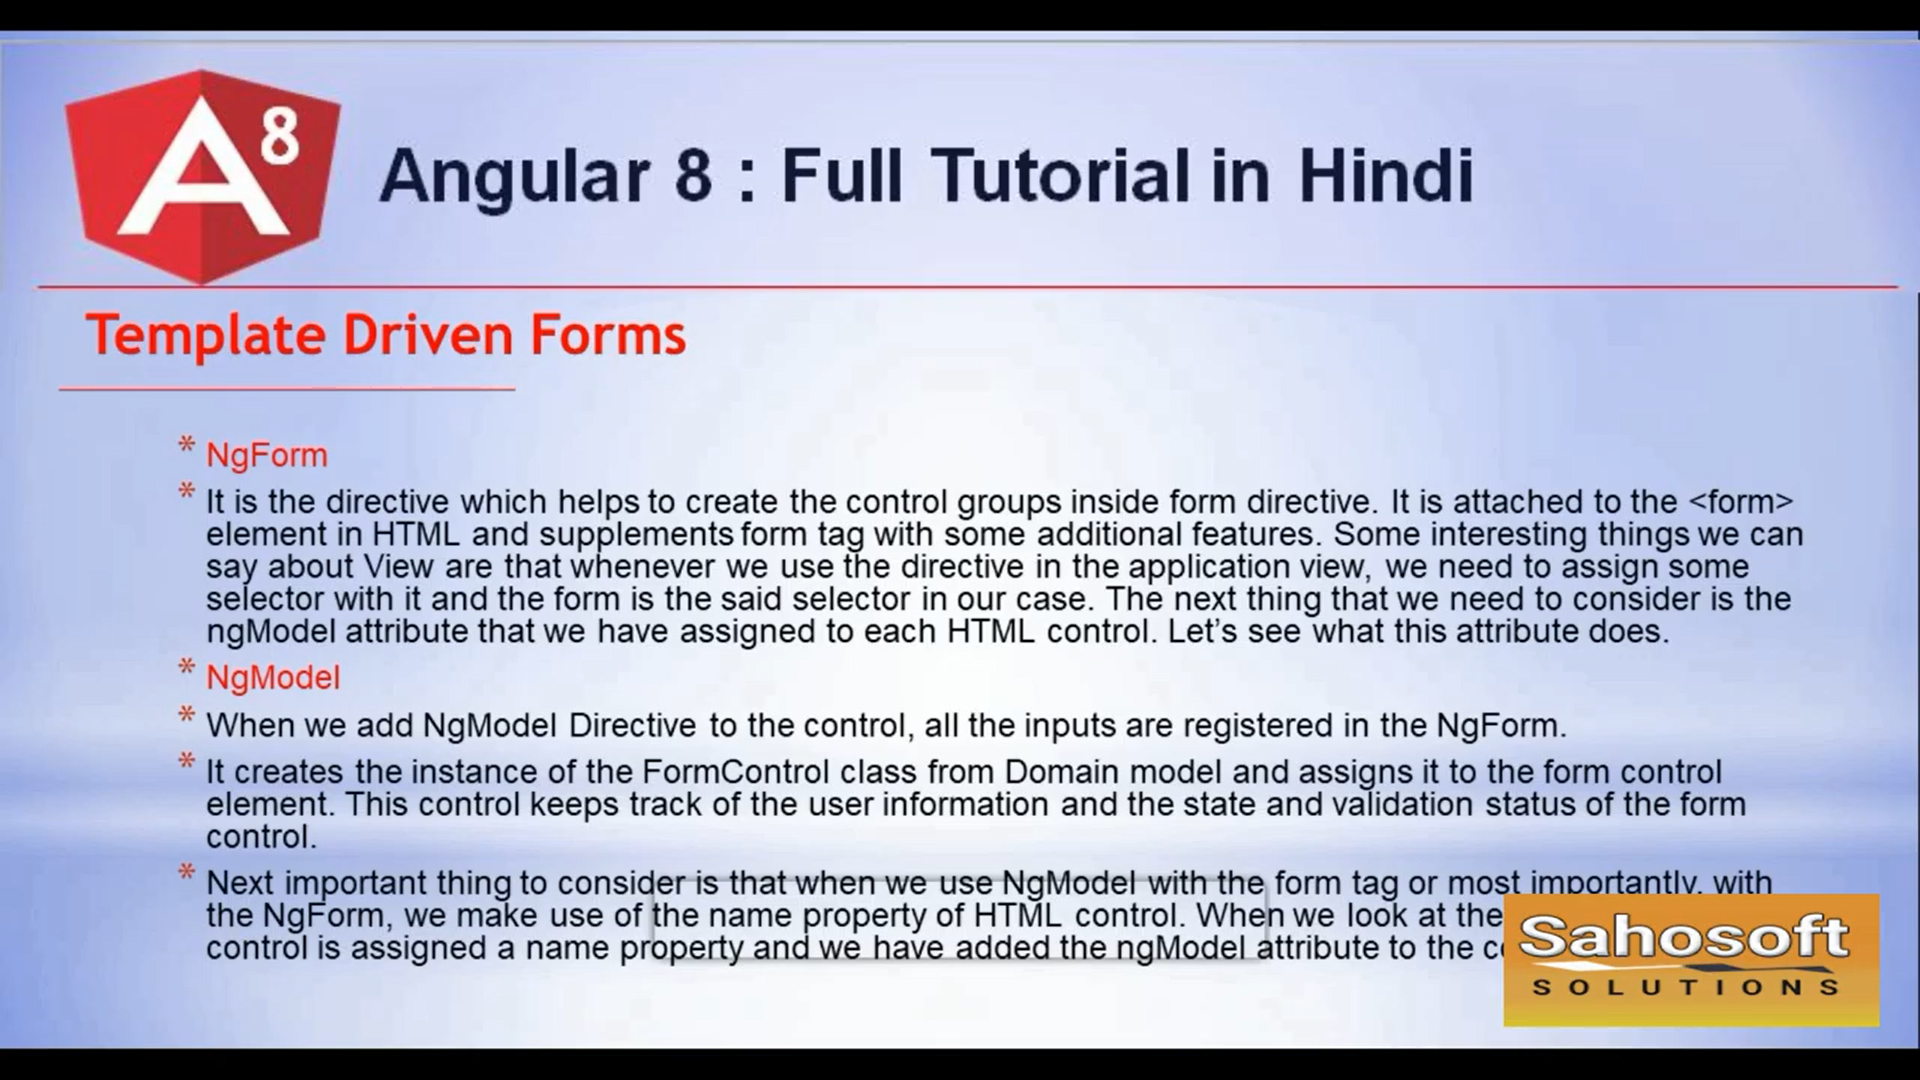 A8
Angular 8 : Full Tutorial in Hindi
Template Driven Forms
* NgForm
* It is the directive which helps to create the control groups inside form directive. It is attached to the <form>
element in HTML and supplements form tag with some additional features. Some interesting things we can
say about View are that whenever we use the directive in the application view, we need to assign some
selector with it and the form is the said selector in our case. The next thing that we need to consider is the
ngModel attribute that we have assigned to each HTML control. Let’s see what this attribute does.
* NgModel
* When we add NgModel Directive to the control, all the inputs are registered in the NgForm.
* It creates the instance of the FormControl class from Domain model and assigns it to the form control
element. This control keeps track of the user information and the state and validation status of the form
control.
* Next important thing to consider is that when we use NgModel with the form tag or most importantly, with
the NgForm, we make use of the name property of HTML control. When we look at the
control is assigned a name property and we have added the ngModel attribute to the
Sahosoft
SOLUTIONS